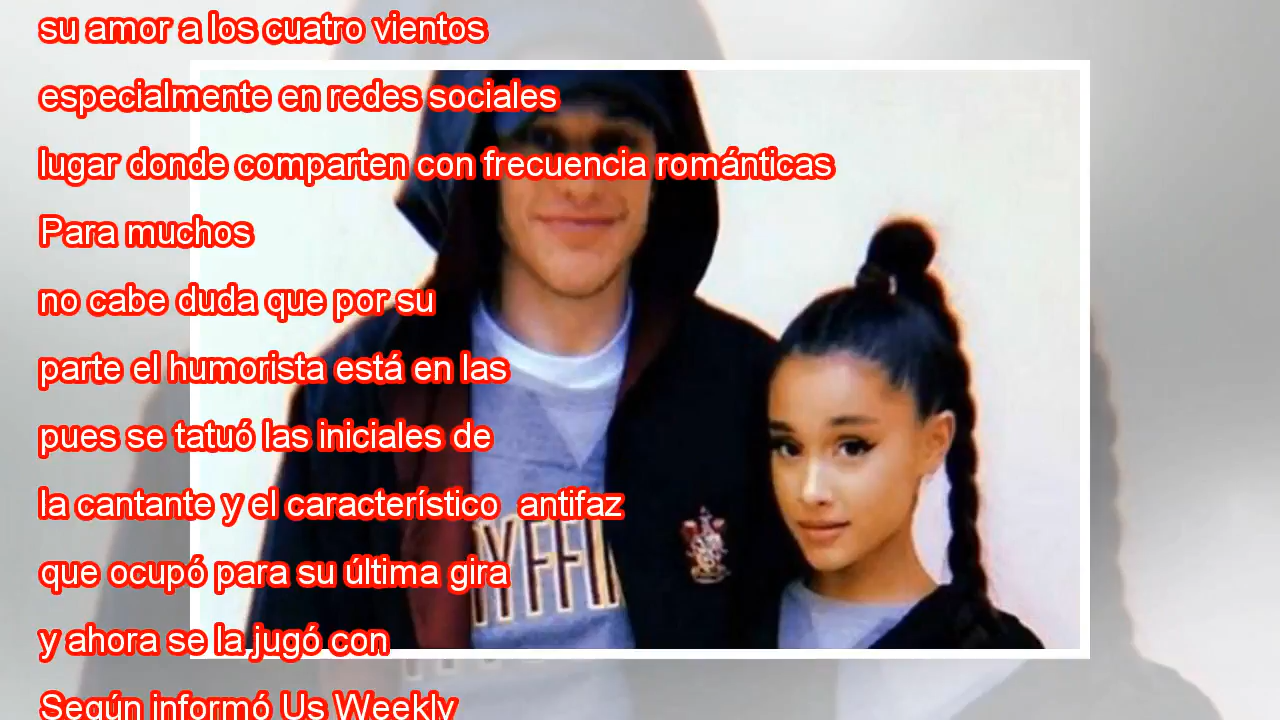 su amor a los cuatro vientos
especialmente en redes sociales
lugar donde comparten con frecuencia románticas
Para muchos
no cabe duda que por su
parte el humorista está en las
pues se tatuó las iniciales de
la cantante y el característico  antifaz
que ocupó para su última gira
y ahora se la jugó con
Según informó Us Weekly